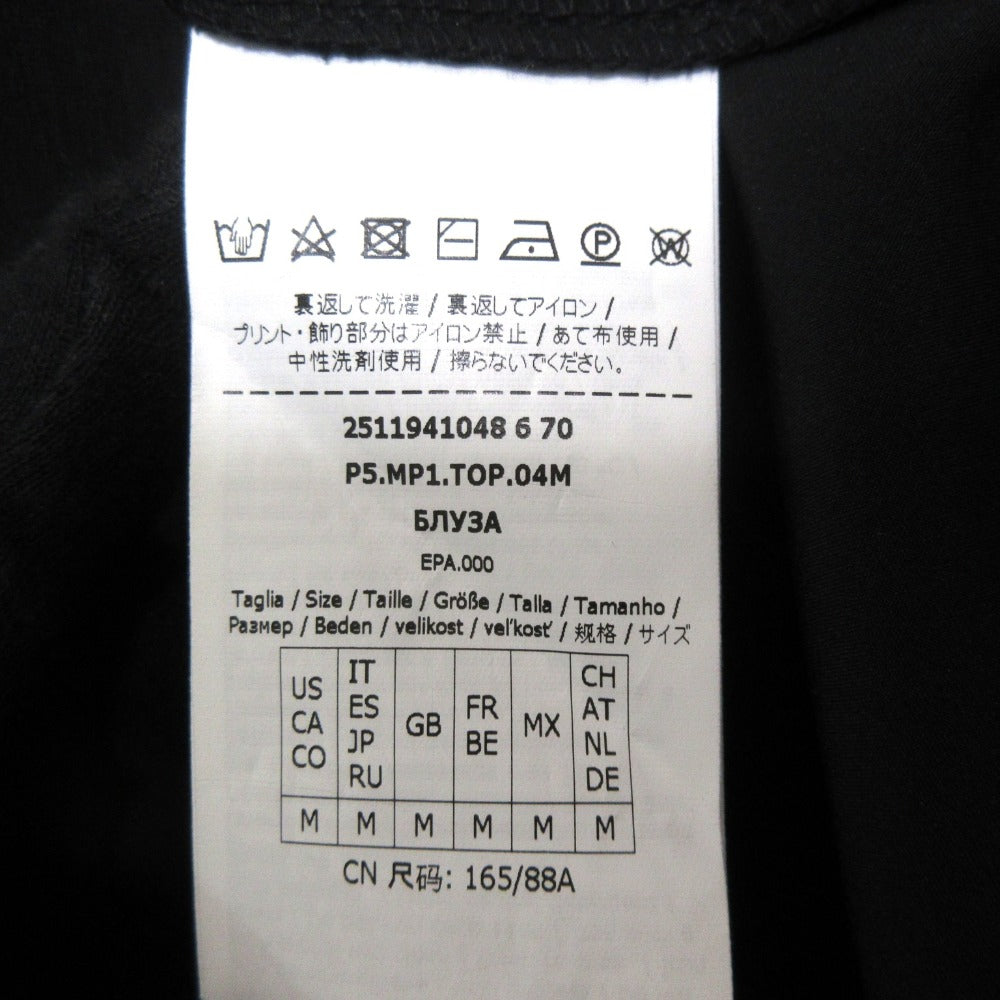 P
W
裏返しで洗濯 / 裏返してアイロン /
プリント・飾り部分はアイロン禁止 / あて布使用 /
中性洗剤使用 / 擦らないでください。
2511941048 6 70
P5.MP1.TOP.04M
БЛУЗА
EPA.000
Taglia / Size / Taille / Größe / Talla / Tamanho /
Размер / Beden / velikost / veľkosť / 规格 / サイズ
US CA CO IT ES JP RU GB FR BE MX CH AT NL DE
M M M M M M
CN 尺码: 165/88A